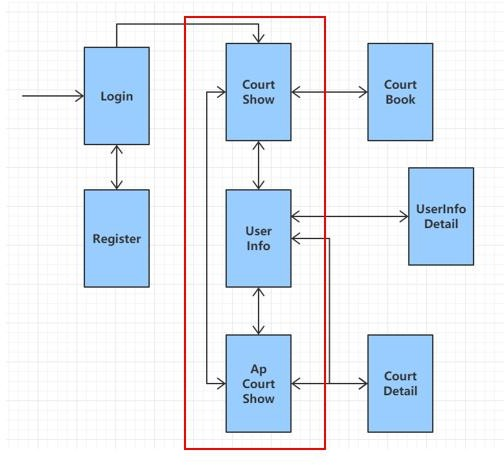 Login
Court
Show
Court
Book
Register
User
Info
UserInfo
Detail
Ap
Court
Show
Court
Detail